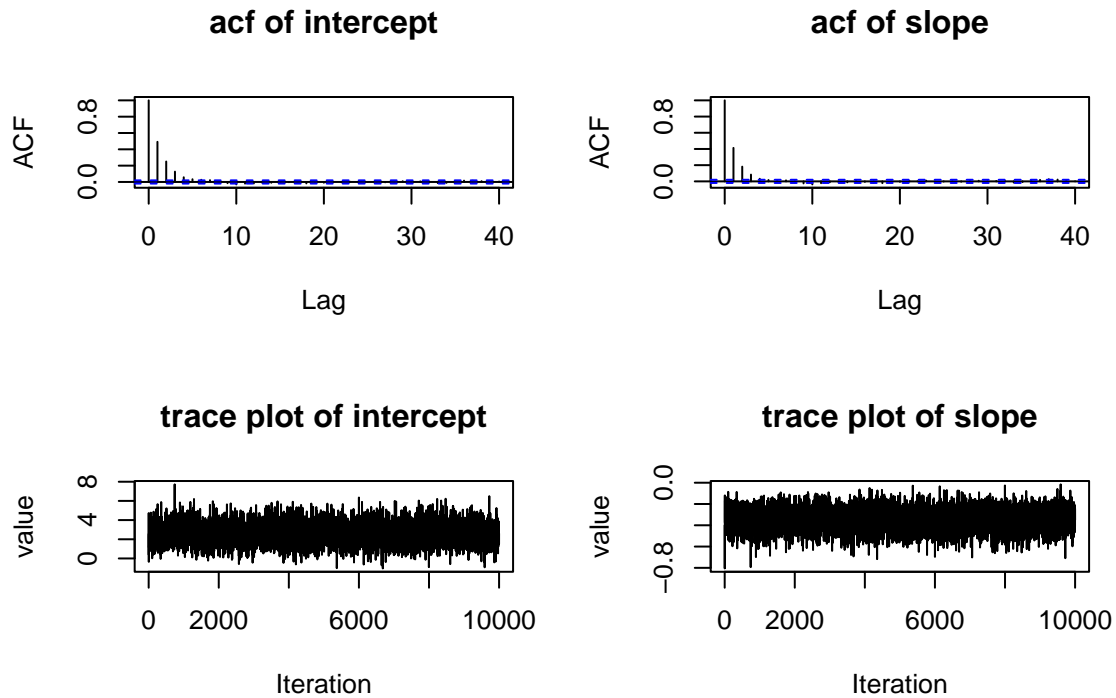 acf of intercept
ACF
0.8
0.0
0 10 20 30 40
Lag
acf of slope
ACF
0.8
0.0
0 10 20 30 40
Lag
trace plot of intercept
value
8
4
0
0 2000 6000 10000
Iteration
trace plot of slope
value
0.0
−0.8
0 2000 6000 10000
Iteration